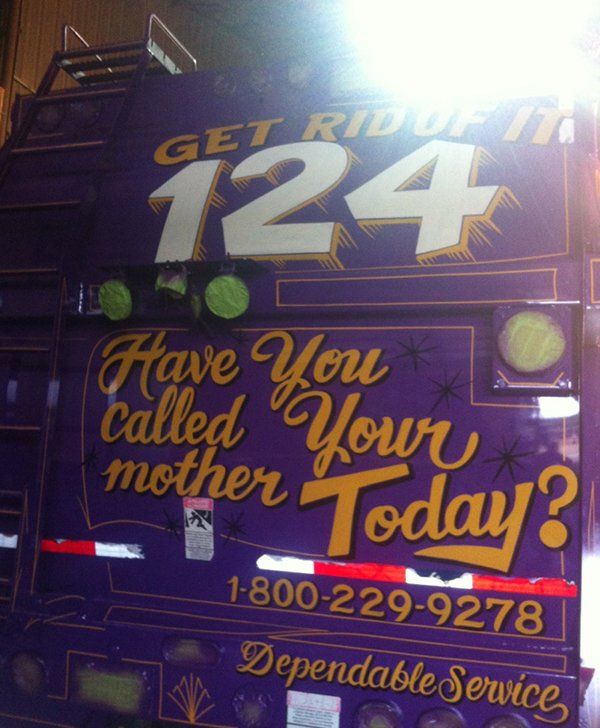 GET RID OF IT
124
Have You
called Your
mother Today?
1-800-229-9278
Dependable Service